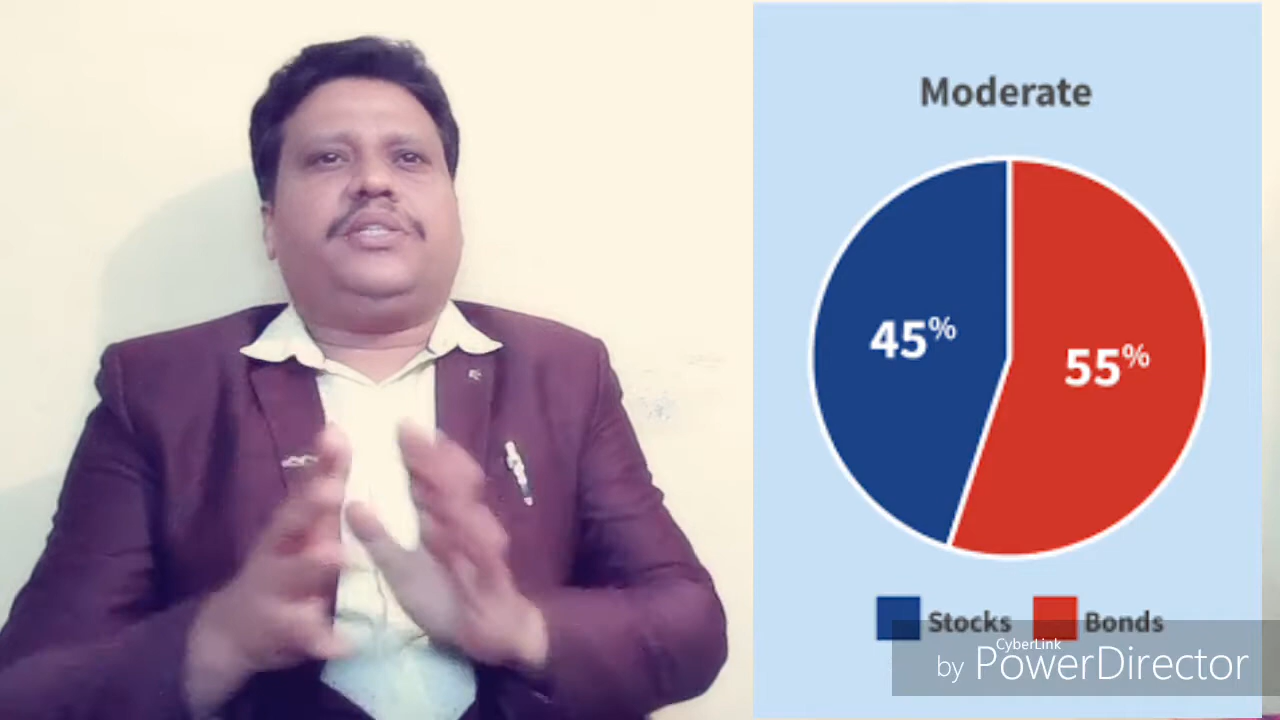 Moderate
45%
55%
Stocks Bonds
CyberLink
by PowerDirector